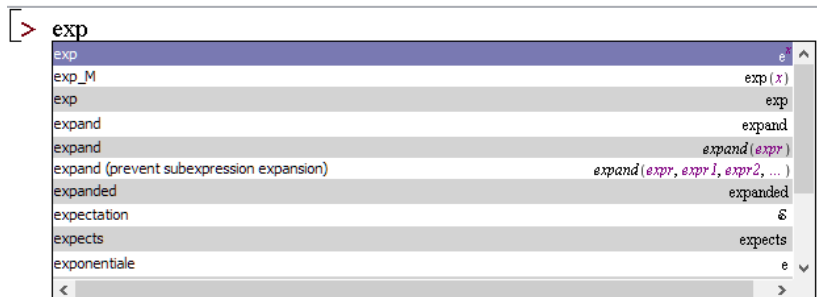 > exp
exp e^x
exp_M exp(x)
exp exp
expand expand
expand expand(expr)
expand (prevent subexpression expansion) expand(expr, expr1, expr2, ...)
expanded expanded
expectation ℰ
expects expects
exponentiale e